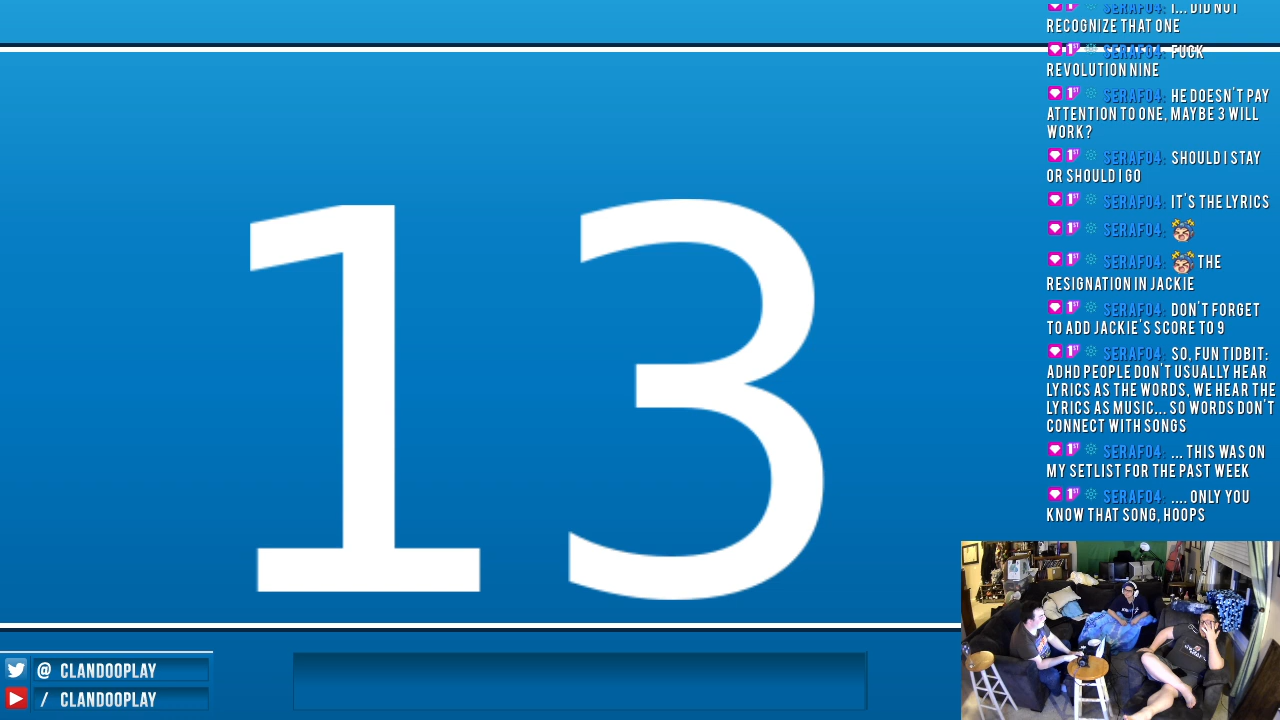 SERAF04: I... DID NOT
RECOGNIZE THAT ONE
SERAF04: FUCK
REVOLUTION NINE
SERAF04: HE DOESN'T PAY
ATTENTION TO ONE, MAYBE 3 WILL
WORK?
SERAF04: SHOULD I STAY
OR SHOULD I GO
SERAF04: IT'S THE LYRICS
SERAF04:
SERAF04: THE
RESIGNATION IN JACKIE
SERAF04: DON'T FORGET
TO ADD JACKIE'S SCORE TO 9
SERAF04: SO, FUN TIDBIT:
ADHD PEOPLE DON'T USUALLY HEAR
LYRICS AS THE WORDS, WE HEAR THE
LYRICS AS MUSIC... SO WORDS DON'T
CONNECT WITH SONGS
SERAF04: ... THIS WAS ON
MY SETLIST FOR THE PAST WEEK
SERAF04: .... ONLY YOU
KNOW THAT SONG, HOOPS
13
@ CLANDOOPLAY
/ CLANDOOPLAY